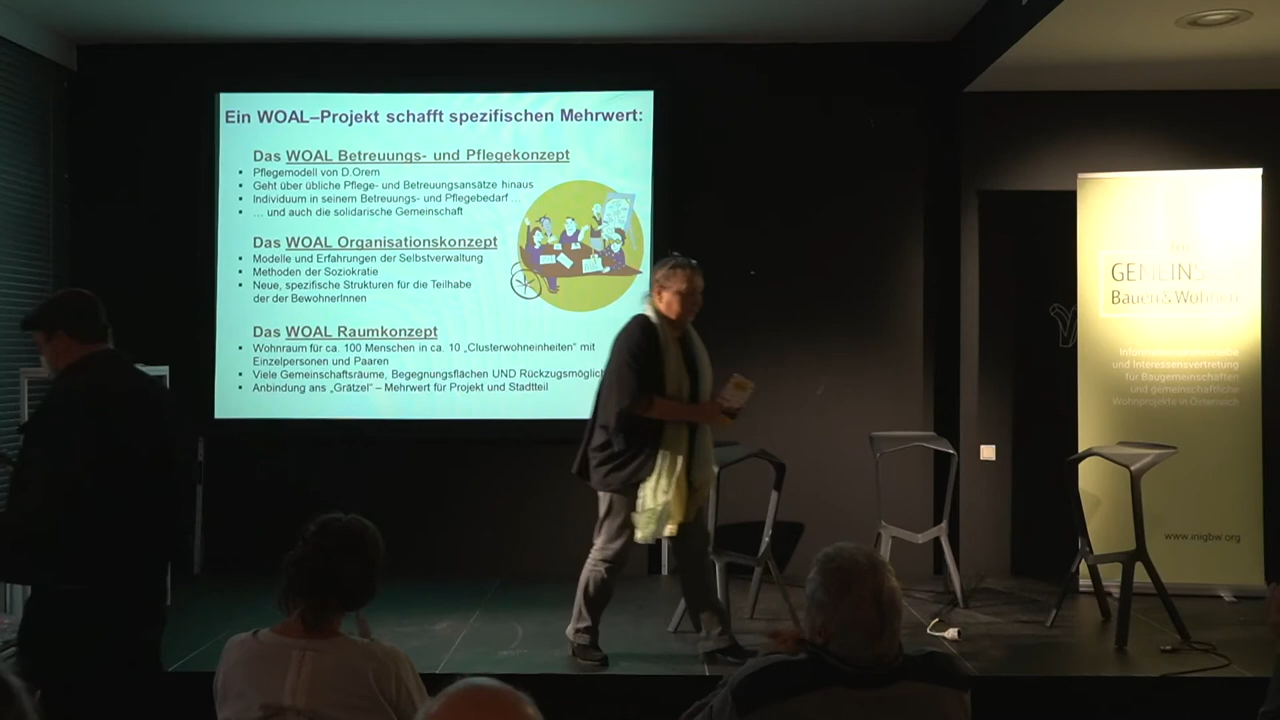 Ein WOAL–Projekt schafft spezifischen Mehrwert:
Das WOAL Betreuungs- und Pflegekonzept
▪ Pflegemodell von D.Orem
▪ Geht über übliche Pflege- und Betreuungsansätze hinaus
▪ Individuum in seinem Betreuungs- und Pflegebedarf ...
▪ ... und auch die solidarische Gemeinschaft
Das WOAL Organisationskonzept
▪ Modelle und Erfahrungen der Selbstverwaltung
▪ Methoden der Soziokratie
▪ Neue, spezifische Strukturen für die Teilhabe
der der BewohnerInnen
Das WOAL Raumkonzept
▪ Wohnraum für ca. 100 Menschen in ca. 10 „Clusterwohneinheiten“ mit
Einzelpersonen und Paaren
▪ Viele Gemeinschaftsräume, Begegnungsflächen UND Rückzugsmöglich
▪ Anbindung ans „Grätzel“ – Mehrwert für Projekt und Stadtteil
GEMEINS
Bauen & Wohnen
und Interessensvertretung
für Baugemeinschaften
und gemeinschaftliche
Wohnprojekte in Österreich
www.inigbw.org